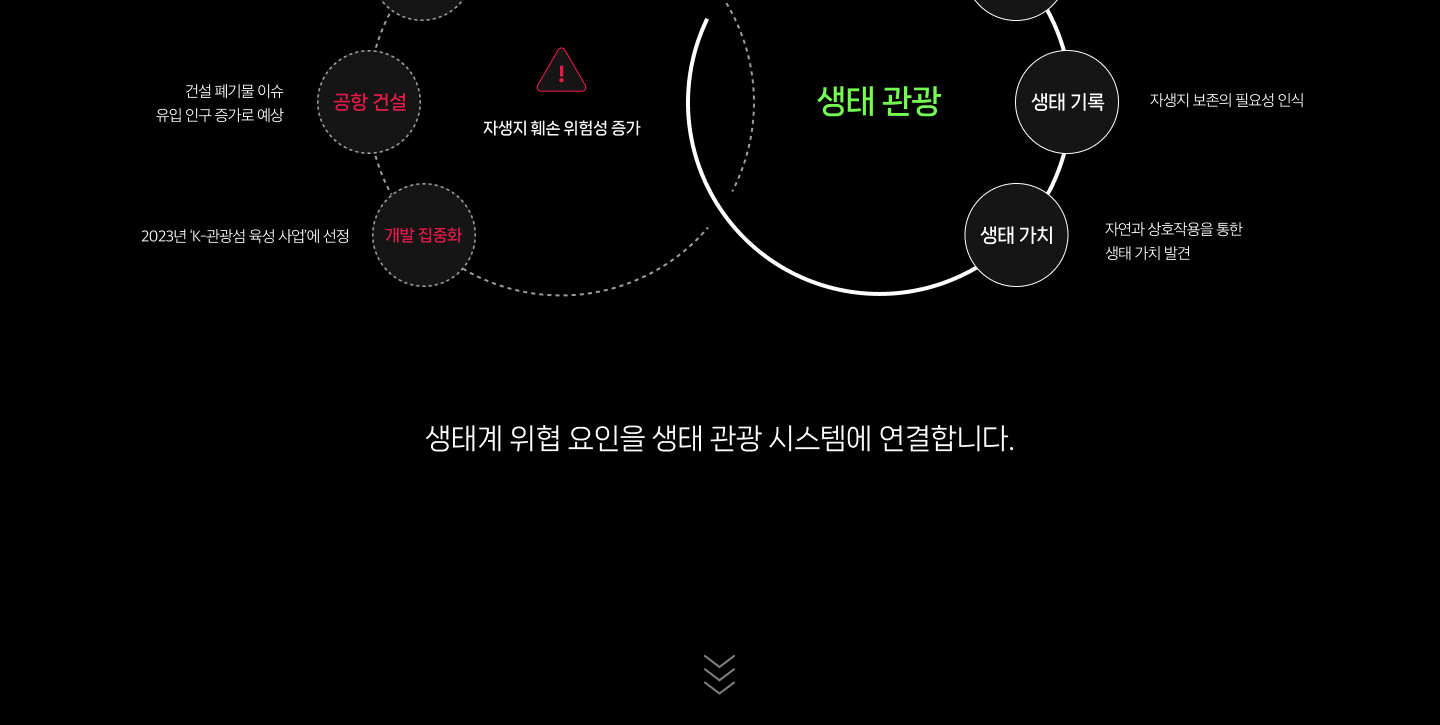 건설 폐기물 이슈
유입 인구 증가로 예상
공항 건설
자생지 훼손 위험성 증가
생태 관광
생태 기록
자생지 보존의 필요성 인식
2023년 ‘K-관광섬 육성 사업’에 선정
개발 집중화
생태 가치
자연과 상호작용을 통한
생태 가치 발견
생태계 위협 요인을 생태 관광 시스템에 연결합니다.